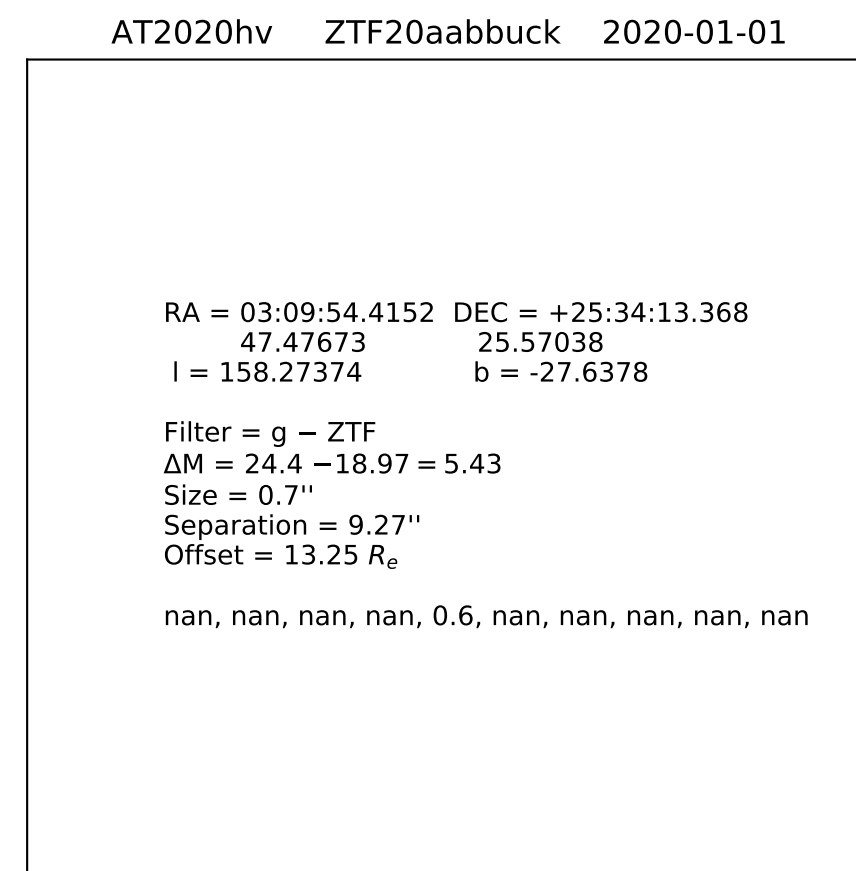 AT2020hv ZTF20aabbuck 2020-01-01
RA = 03:09:54.4152 DEC = +25:34:13.368
47.47673 25.57038
l = 158.27374 b = -27.6378
Filter = g − ZTF
ΔM = 24.4 −18.97 = 5.43
Size = 0.7''
Separation = 9.27''
Offset = 13.25 Rₑ
nan, nan, nan, nan, 0.6, nan, nan, nan, nan, nan